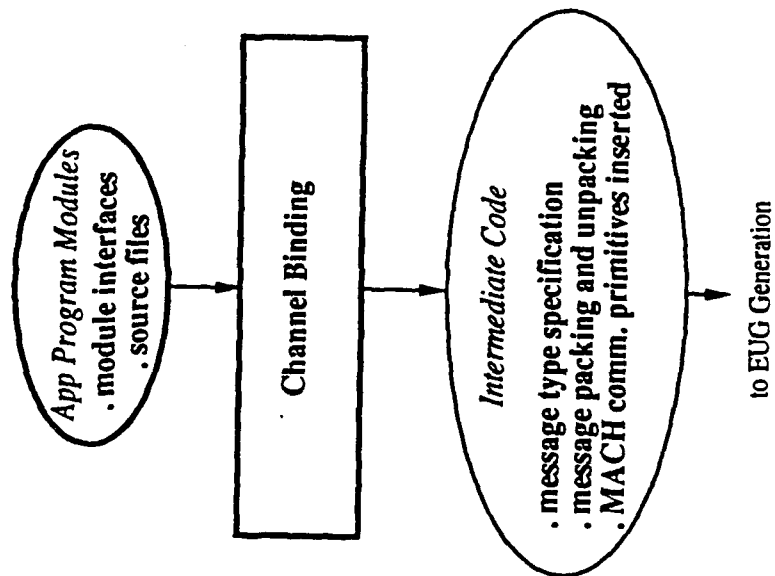 App Program Modules
. module interfaces
. source files
Channel Binding
Intermediate Code
. message type specification
. message packing and unpacking
. MACH comm. primitives inserted
to EUG Generation